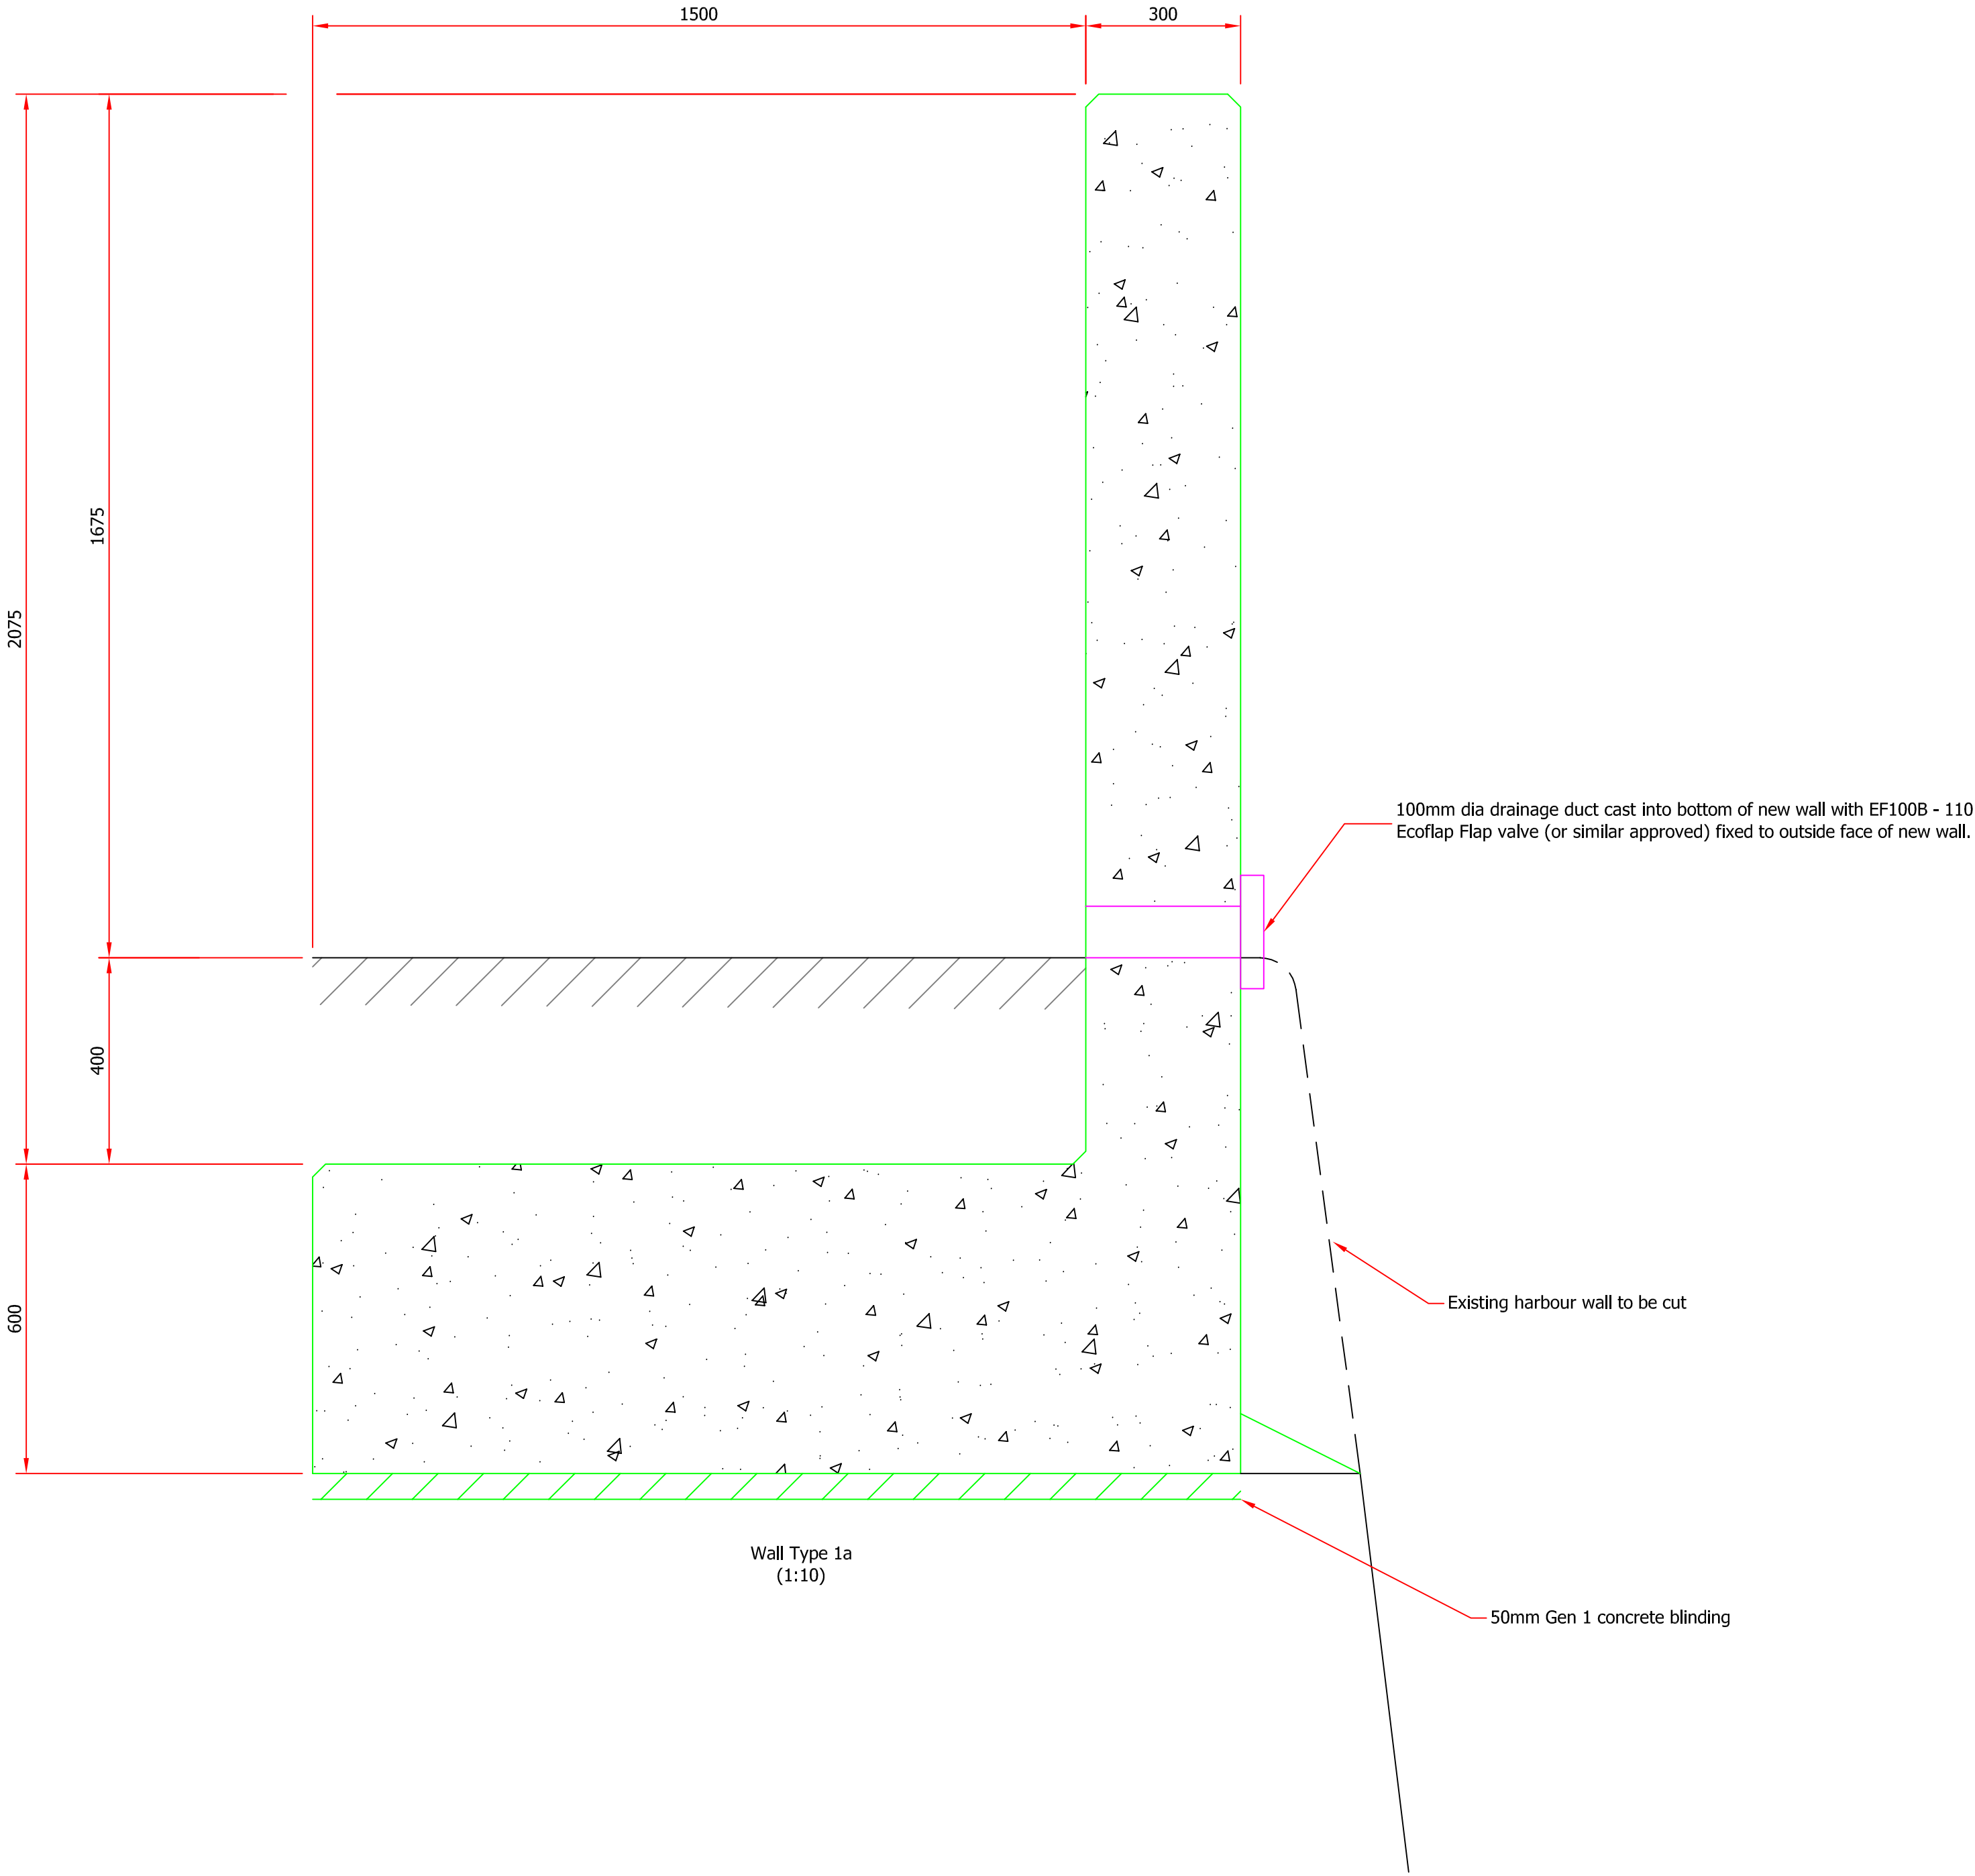 1500
300
2075
1675
400
600
100mm dia drainage duct cast into bottom of new wall with EF100B - 110
Ecoflap Flap valve (or similar approved) fixed to outside face of new wall.
Existing harbour wall to be cut
Wall Type 1a
(1:10)
50mm Gen 1 concrete blinding